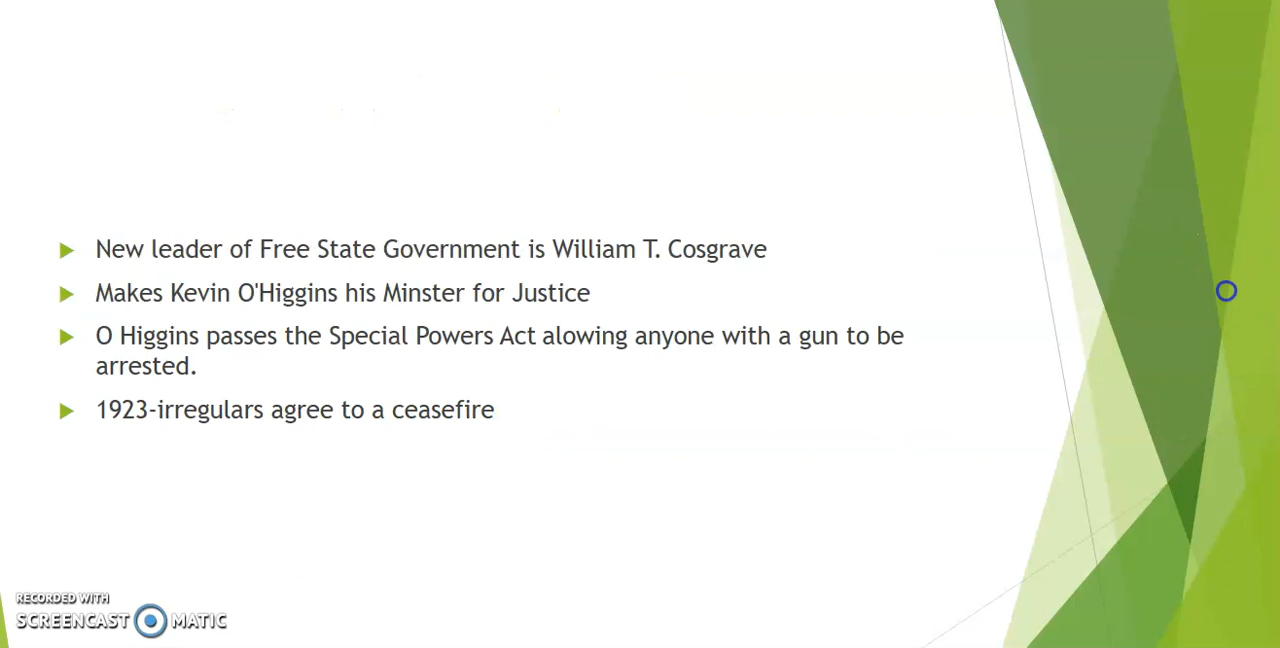 New leader of Free State Government is William T. Cosgrave
Makes Kevin O'Higgins his Minster for Justice
O Higgins passes the Special Powers Act alowing anyone with a gun to be
arrested.
1923-irregulars agree to a ceasefire
RECORDED WITH
SCREENCAST MATIC